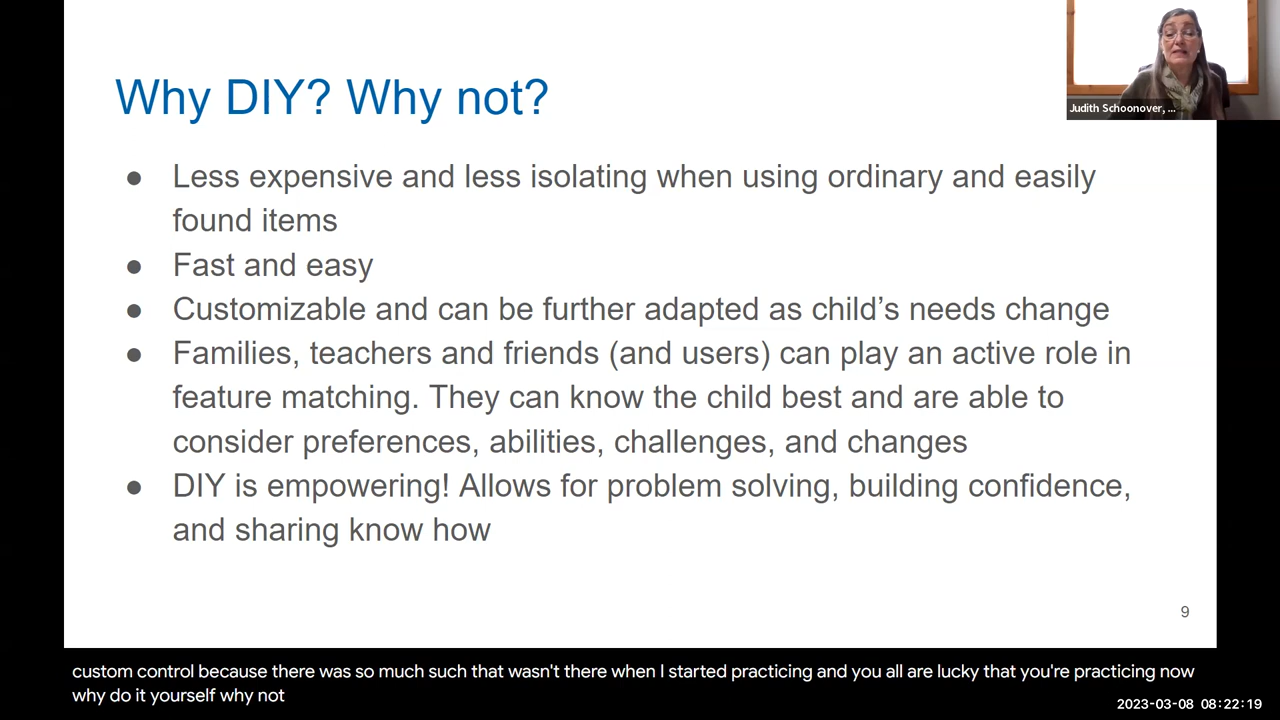 Why DIY? Why not?
Judith Schoonover, ...
● Less expensive and less isolating when using ordinary and easily
found items
● Fast and easy
● Customizable and can be further adapted as child’s needs change
● Families, teachers and friends (and users) can play an active role in
feature matching. They can know the child best and are able to
consider preferences, abilities, challenges, and changes
● DIY is empowering! Allows for problem solving, building confidence,
and sharing know how
9
custom control because there was so much such that wasn't there when I started practicing and you all are lucky that you're practicing now
why do it yourself why not
2023-03-08 08:22:19